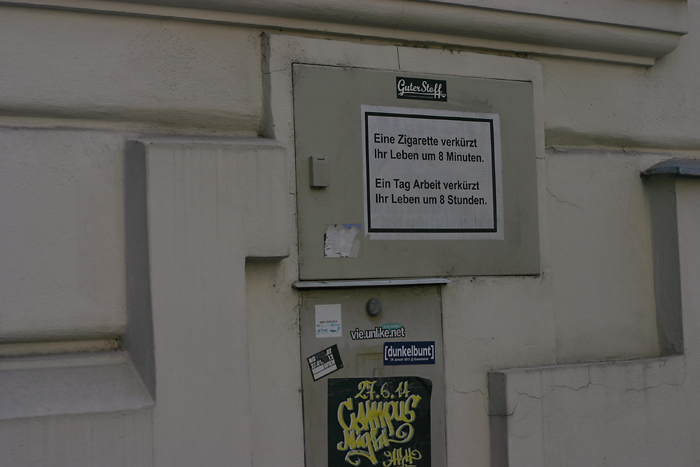 Guter Stoff
Eine Zigarette verkürzt
Ihr Leben um 8 Minuten.
Ein Tag Arbeit verkürzt
Ihr Leben um 8 Stunden.
vie.unlike.net
[dunkelbunt]
27.6.11
Campus
Night